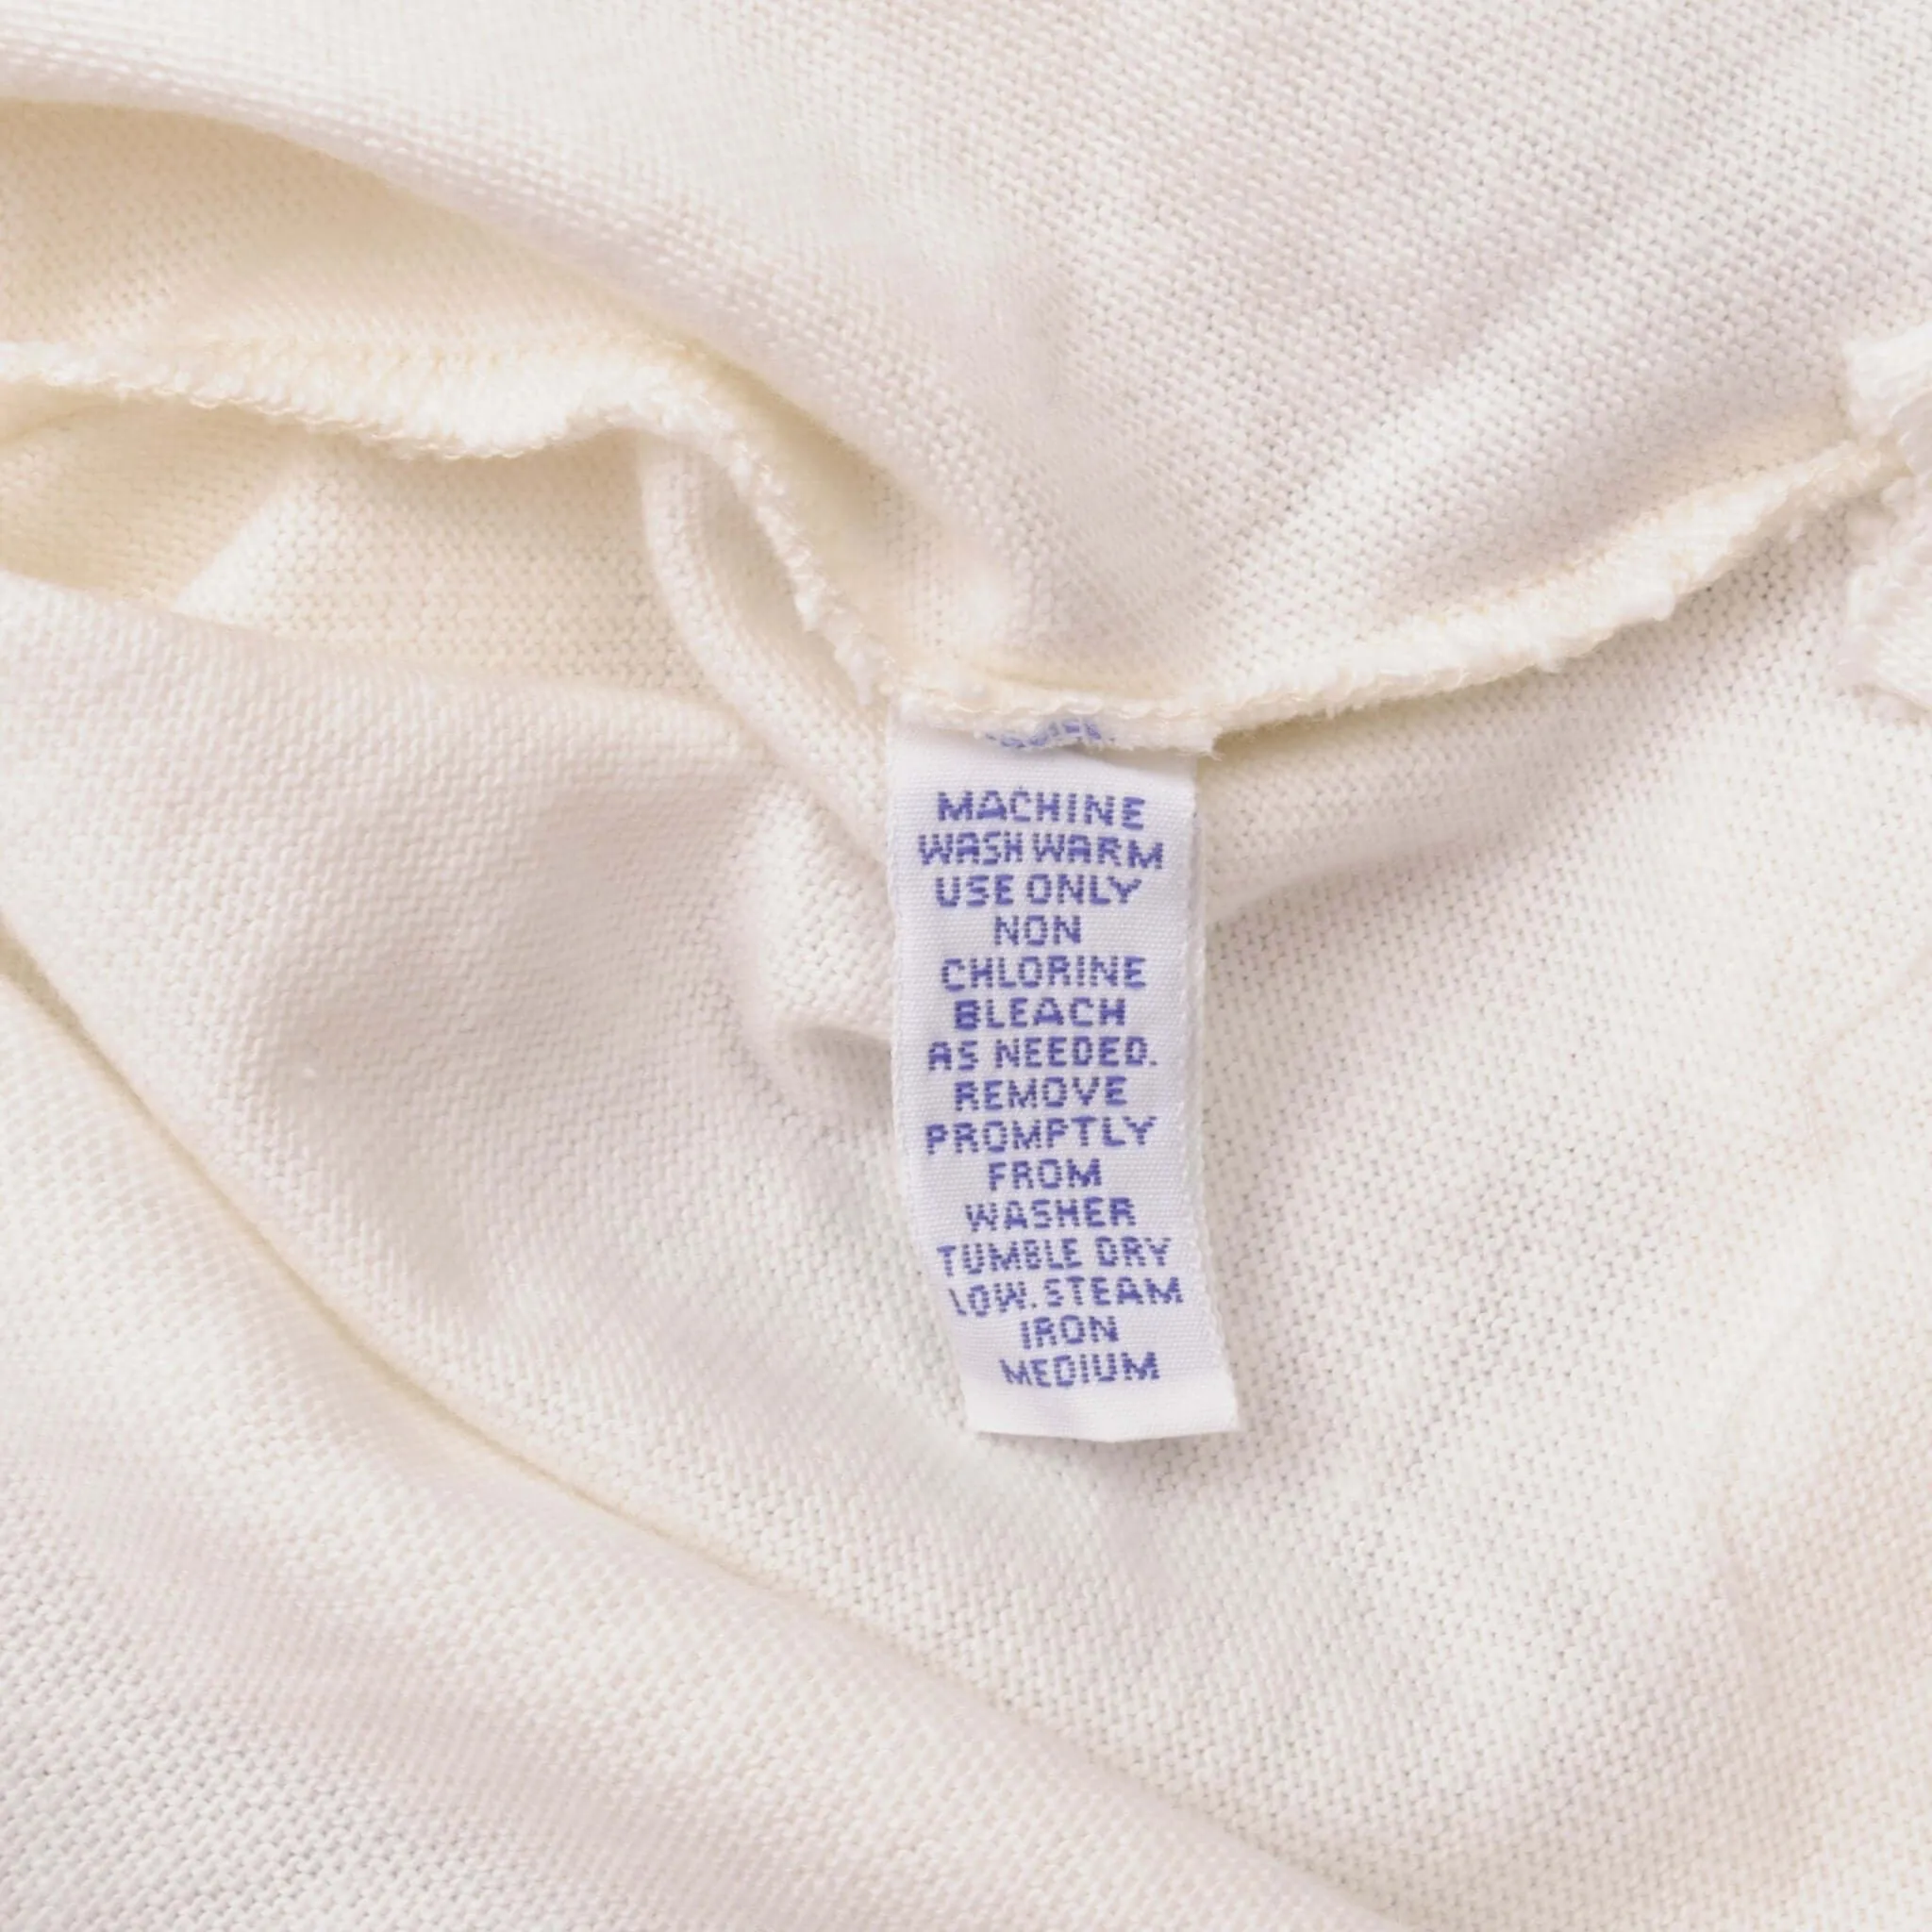 MACHINE
WASH WARM
USE ONLY
NON
CHLORINE
BLEACH
AS NEEDED.
REMOVE
PROMPTLY
FROM
WASHER
TUMBLE DRY
LOW. STEAM
IRON
MEDIUM